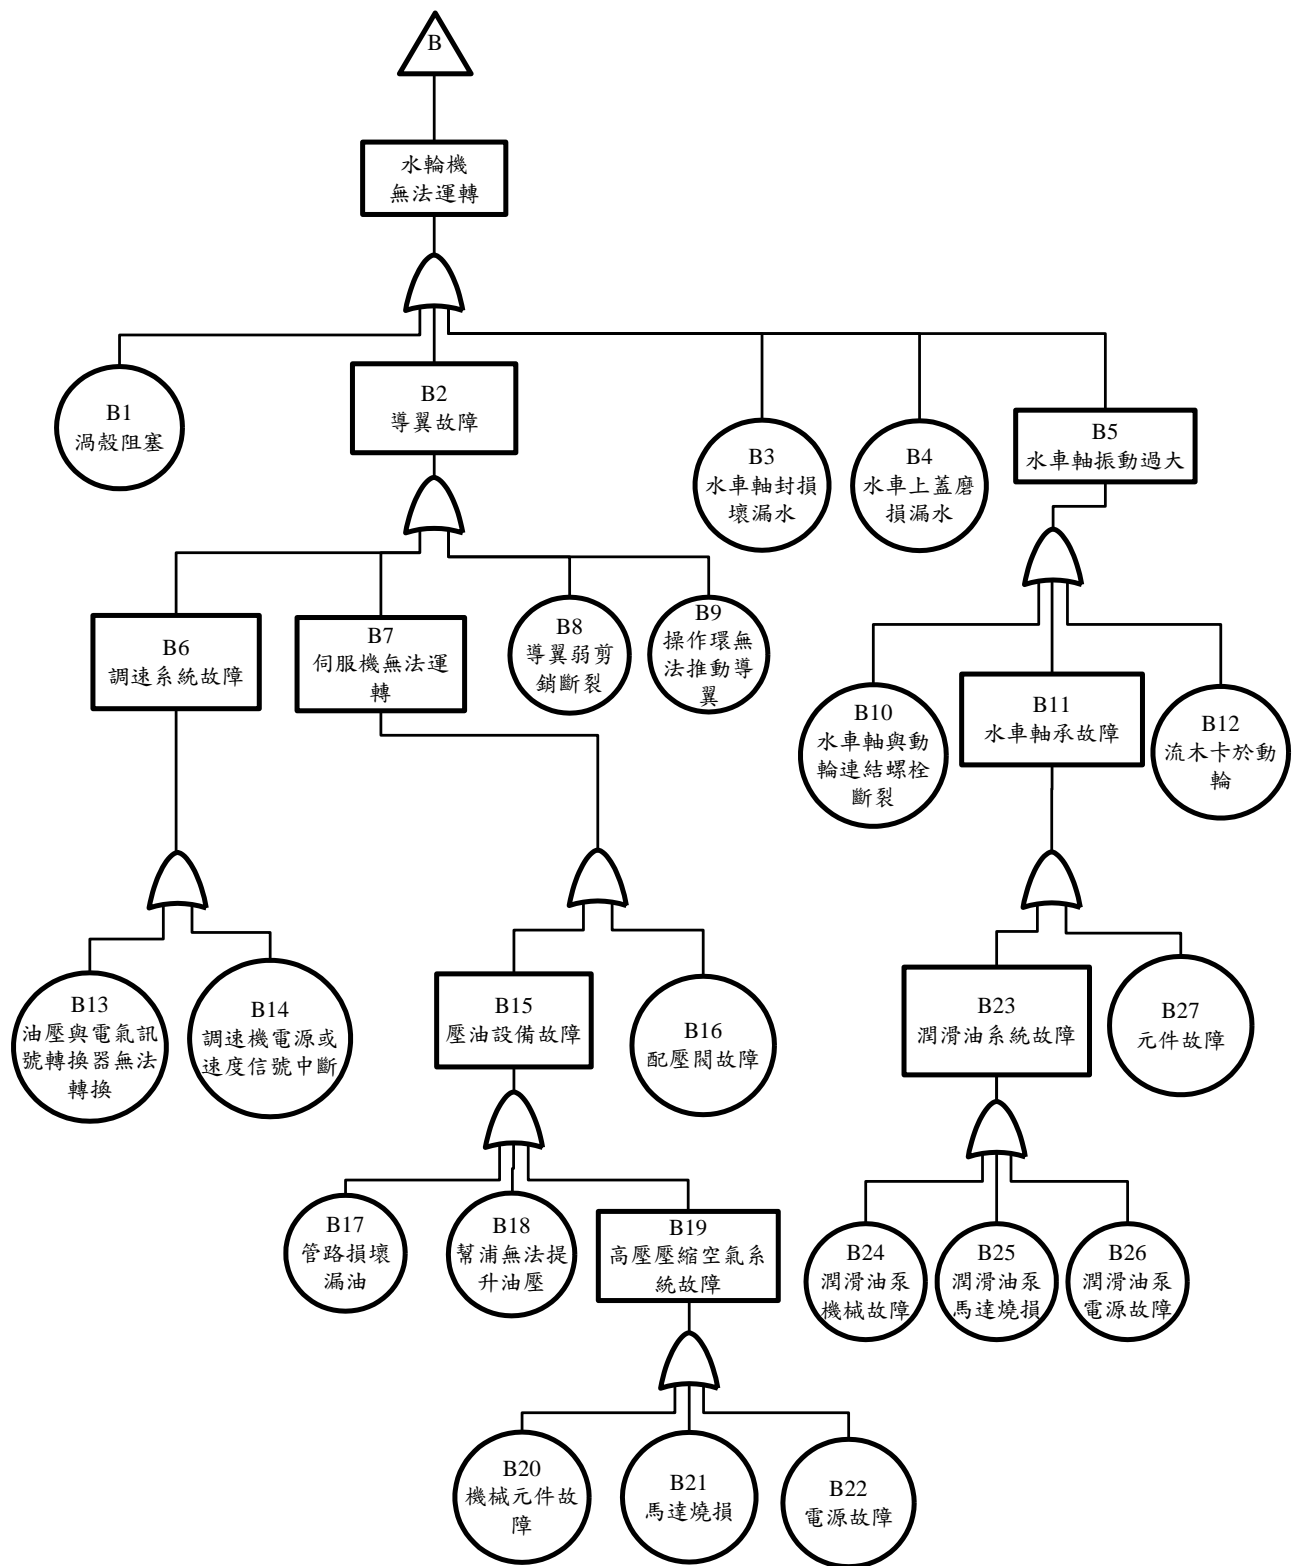 B
水輪機
無法運轉
B1
渦殼阻塞
B2
導翼故障
B3
水車軸封損
壞漏水
B4
水車上蓋磨
損漏水
B5
水車軸振動過大
B6
調速系統故障
B7
伺服機無法運
轉
B8
導翼弱剪
銷斷裂
B9
操作環無
法推動導
翼
B10
水車軸與動
輪連結螺栓
斷裂
B11
水車軸承故障
B12
流木卡於動
輪
B13
油壓與電氣訊
號轉換器無法
轉換
B14
調速機電源或
速度信號中斷
B15
壓油設備故障
B16
配壓閥故障
B23
潤滑油系統故障
B27
元件故障
B17
管路損壞
漏油
B18
幫浦無法提
升油壓
B19
高壓壓縮空氣系
統故障
B24
潤滑油泵
機械故障
B25
潤滑油泵
馬達燒損
B26
潤滑油泵
電源故障
B20
機械元件故
障
B21
馬達燒損
B22
電源故障